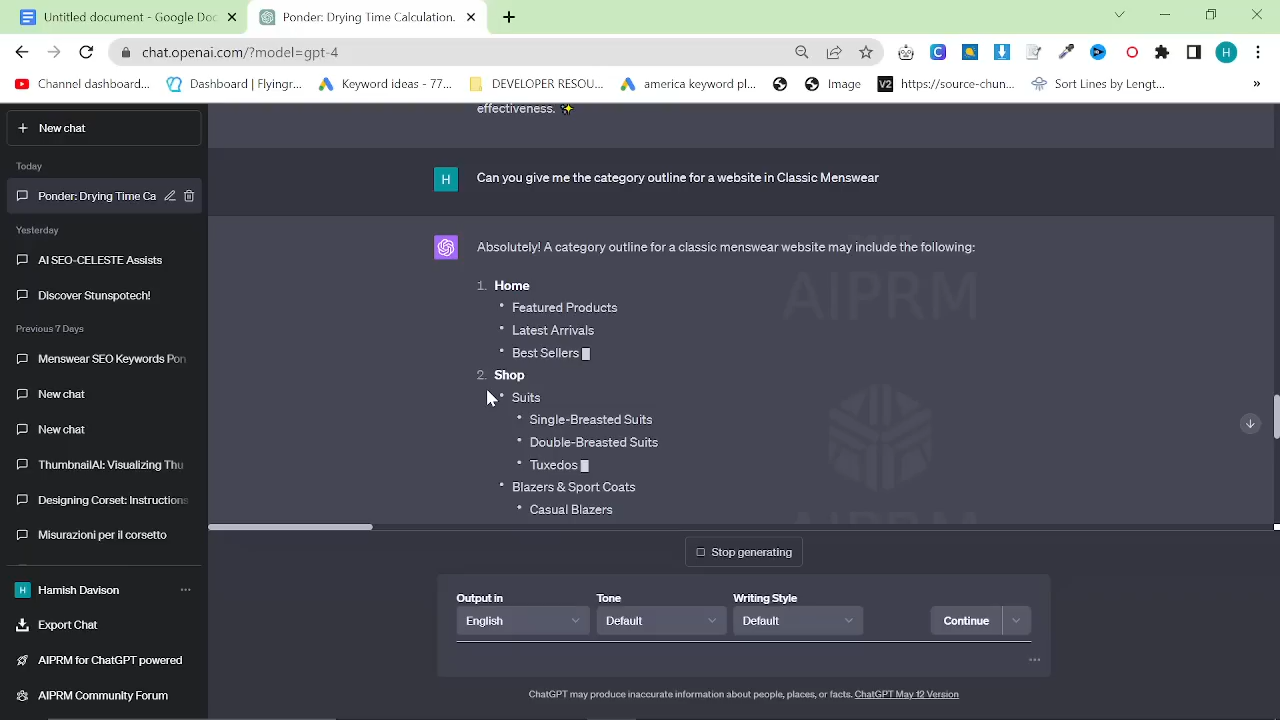 Untitled document - Google Doc
Ponder: Drying Time Calculation.
chat.openai.com/?model=gpt-4
H
Channel dashboard...
Dashboard | Flyingr...
Keyword ideas - 77...
DEVELOPER RESOU...
america keyword pl...
Image
V2
https://source-chun...
Sort Lines by Lengt...
»
New chat
Today
Ponder: Drying Time Ca
Yesterday
AI SEO-CELESTE Assists
Discover Stunspotech!
Previous 7 Days
Menswear SEO Keywords Pon
New chat
New chat
ThumbnailAI: Visualizing Thu
Designing Corset: Instructions
Misurazioni per il corsetto
H
Hamish Davison
Export Chat
AIPRM for ChatGPT powered
AIPRM Community Forum
effectiveness. ✨
H
Can you give me the category outline for a website in Classic Menswear
Absolutely! A category outline for a classic menswear website may include the following:
1. Home
• Featured Products
• Latest Arrivals
• Best Sellers
2. Shop
• Suits
• Single-Breasted Suits
• Double-Breasted Suits
• Tuxedos
• Blazers & Sport Coats
• Casual Blazers
AIPRM
Stop generating
Output in
Tone
Writing Style
English
Default
Default
Continue
ChatGPT may produce inaccurate information about people, places, or facts. ChatGPT May 12 Version